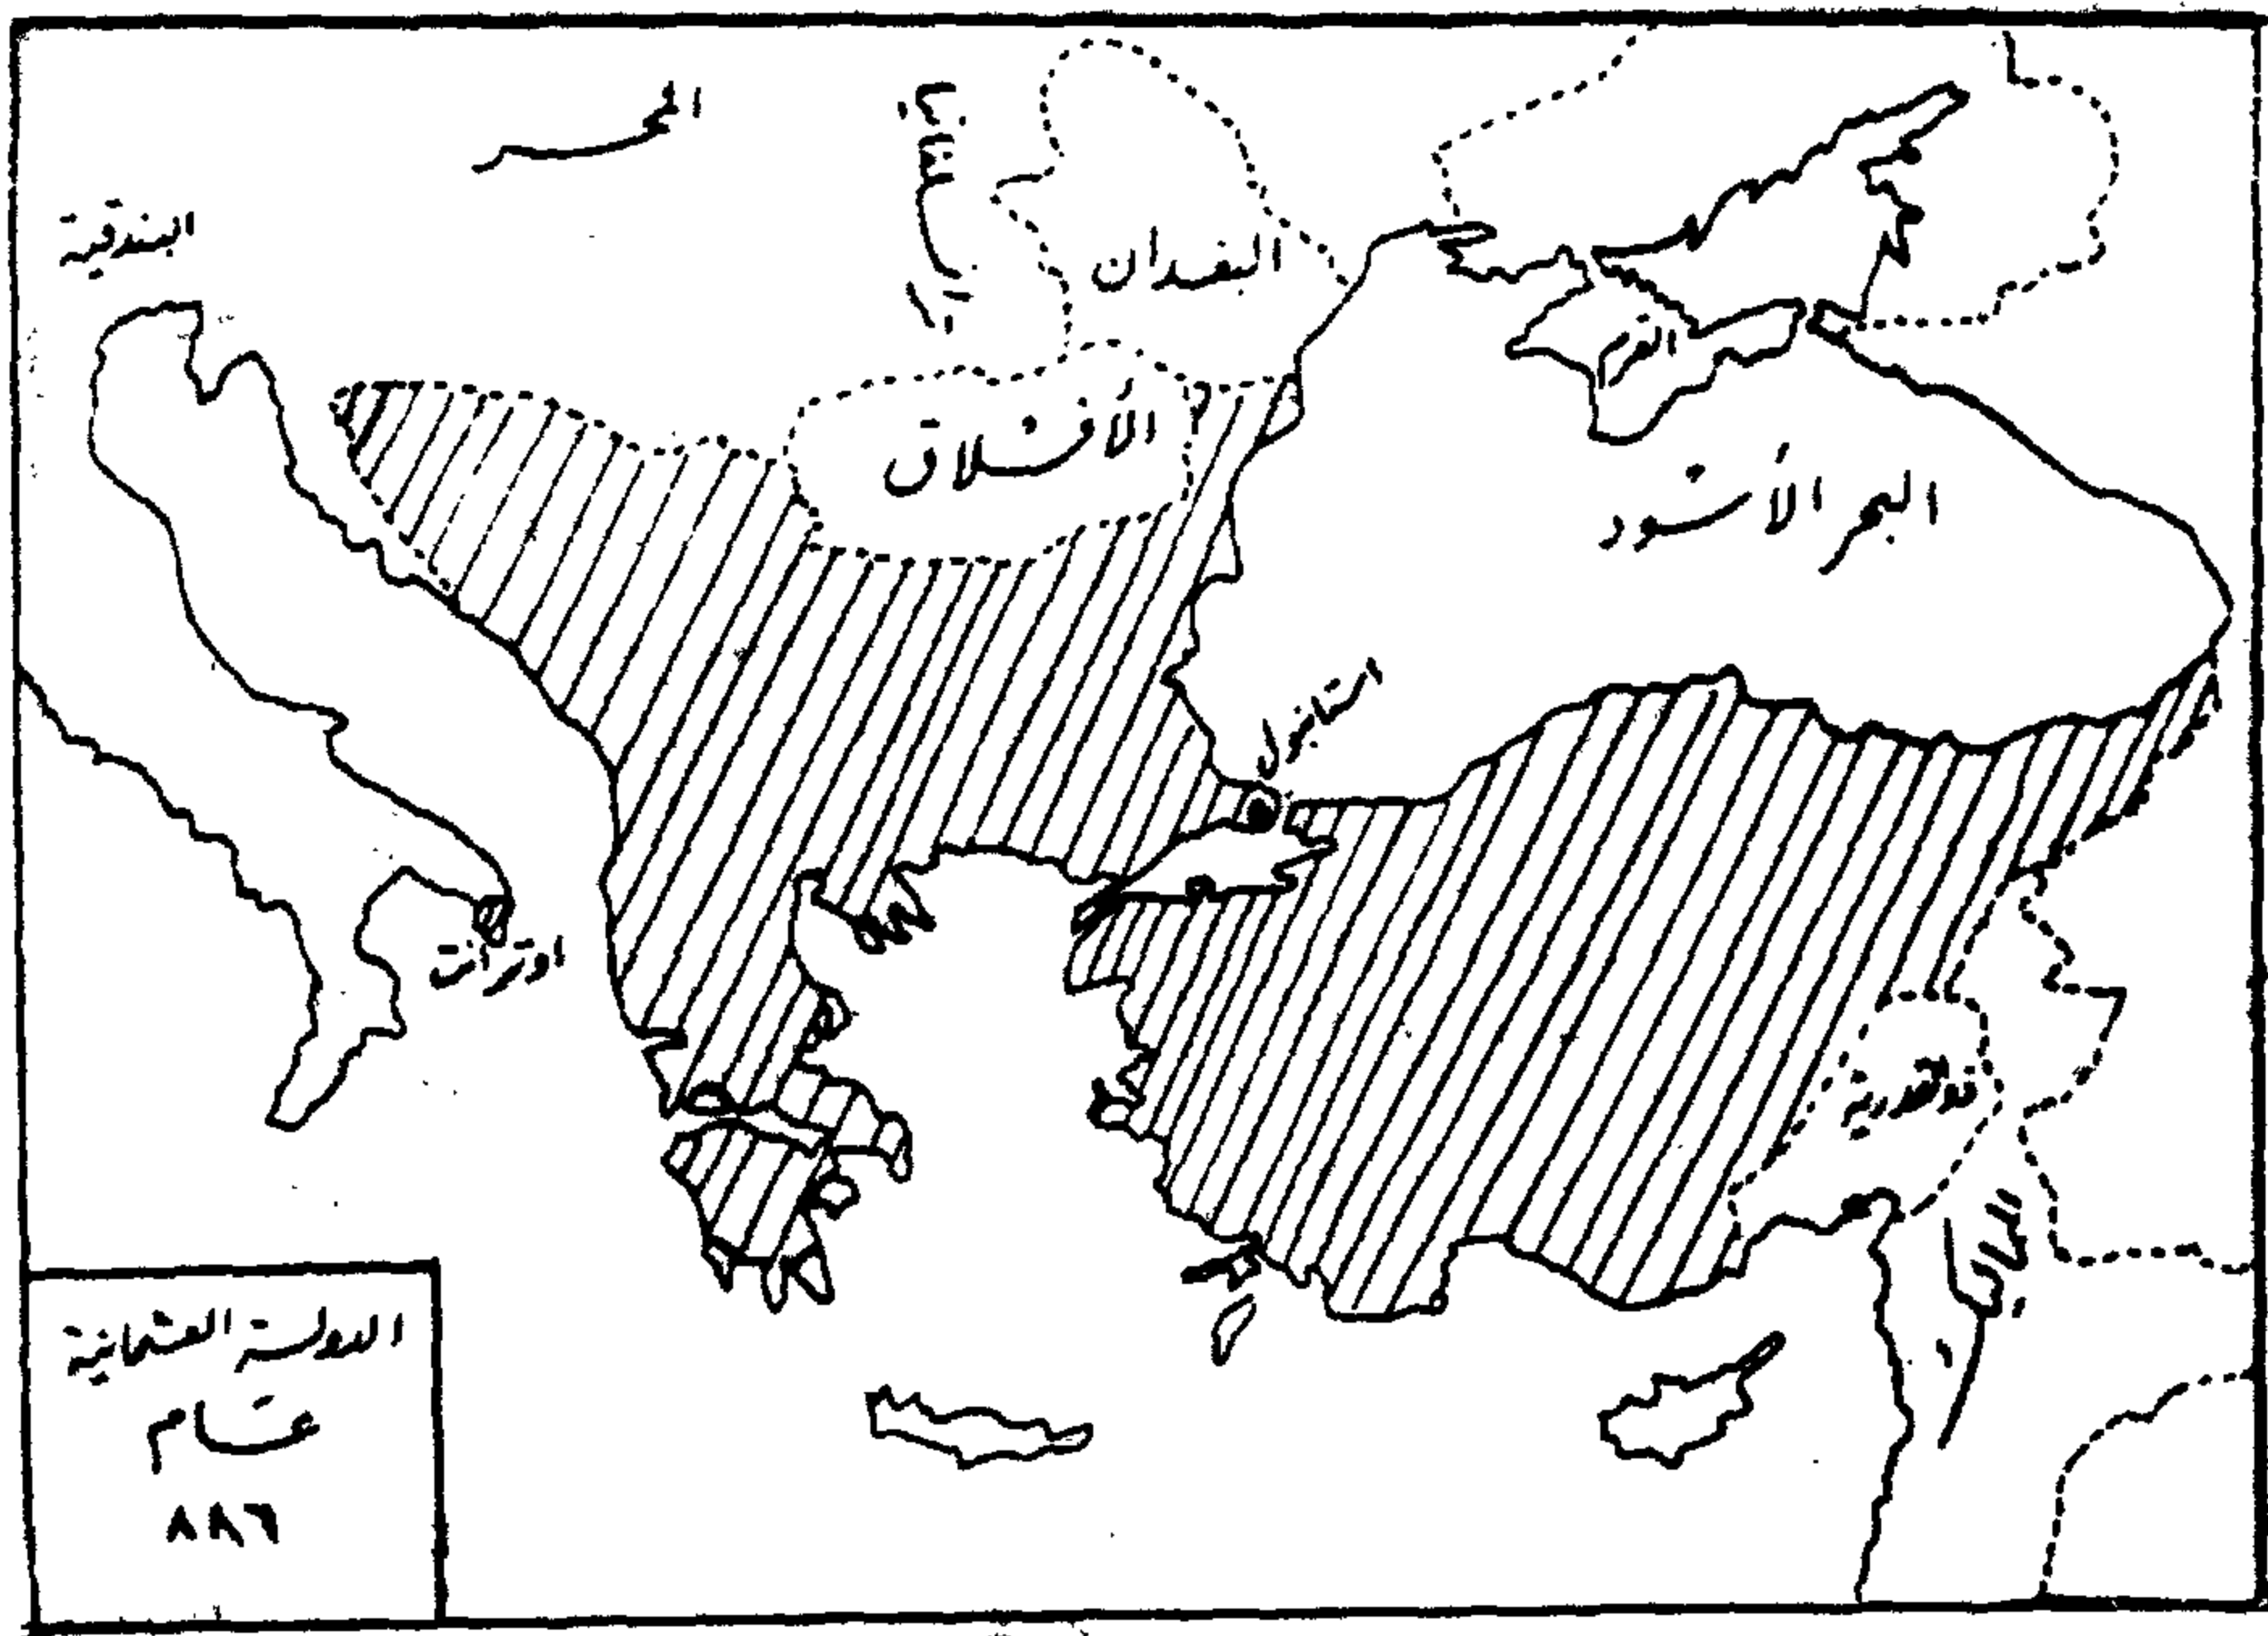 المجر
البندقية
البغدان
القرم
الأفلاق
البحر الأسود
استانبول
اوترانت
الدولة العثمانية
عام
٨٨٦